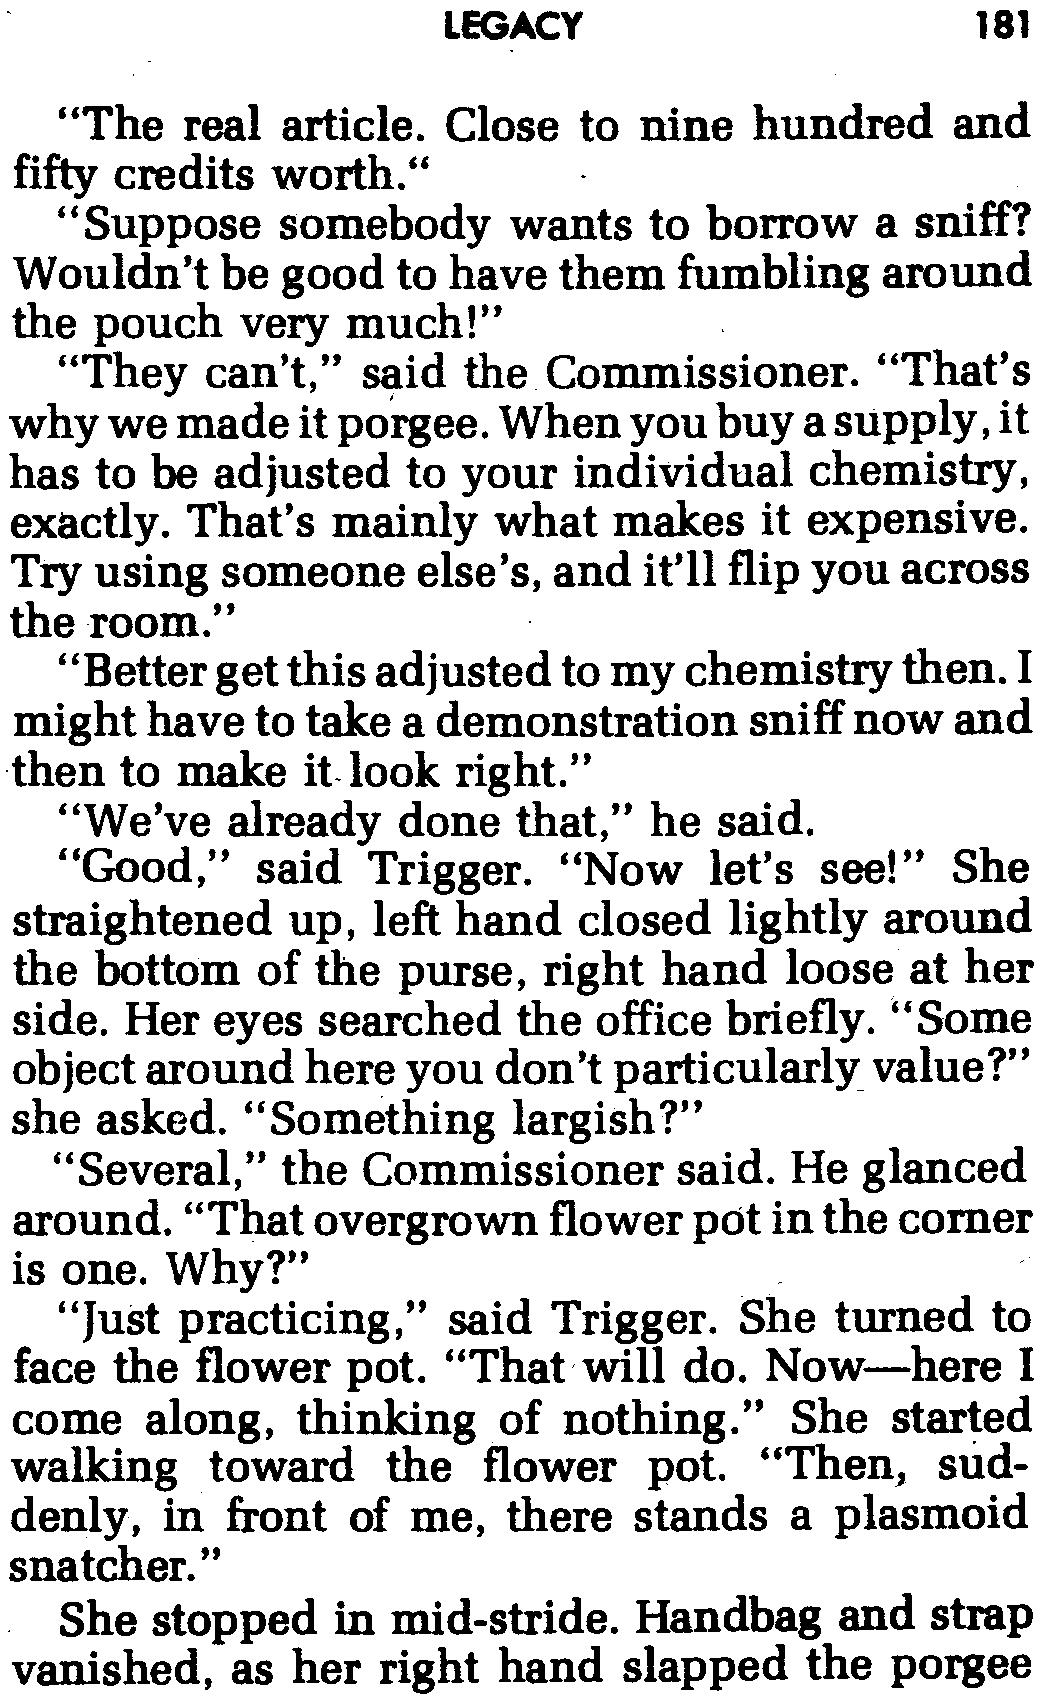 LEGACY 181
“The real article. Close to nine hundred and
fifty credits worth.“
“Suppose somebody wants to borrow a sniff?
Wouldn't be good to have them fumbling around
the pouch very much!”
“They can't,” said the Commissioner. “That's
why we made it porgee. When you buy a supply, it
has to be adjusted to your individual chemistry,
exactly. That's mainly what makes it expensive.
Try using someone else's, and it'll flip you across
the room.”
“Better get this adjusted to my chemistry then. I
might have to take a demonstration sniff now and
then to make it look right.”
“We've already done that,” he said.
“Good,” said Trigger. “Now let's see!” She
straightened up, left hand closed lightly around
the bottom of the purse, right hand loose at her
side. Her eyes searched the office briefly. “Some
object around here you don't particularly value?”
she asked. “Something largish?”
“Several,” the Commissioner said. He glanced
around. “That overgrown flower pot in the corner
is one. Why?”
“Just practicing,” said Trigger. She turned to
face the flower pot. “That will do. Now—here I
come along, thinking of nothing.” She started
walking toward the flower pot. “Then, sud-
denly, in front of me, there stands a plasmoid
snatcher.”
She stopped in mid-stride. Handbag and strap
vanished, as her right hand slapped the porgee